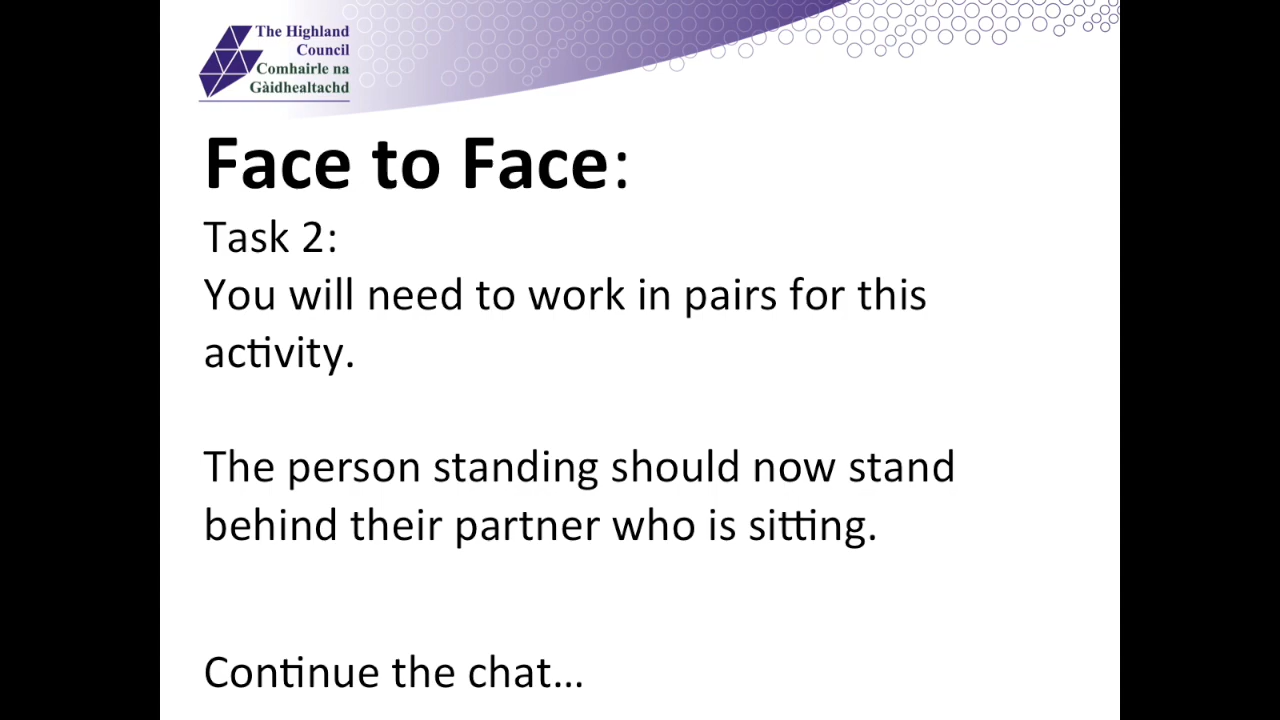 The Highland
Council
Comhairle na
Gàidhealtachd
Face to Face:
Task 2:
You will need to work in pairs for this
activity.
The person standing should now stand
behind their partner who is sitting.
Continue the chat…